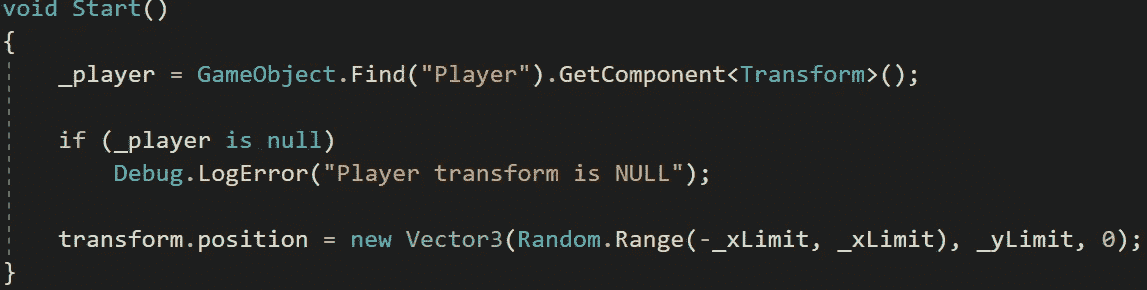 void Start()
{
    _player = GameObject.Find("Player").GetComponent<Transform>();
    if (_player is null)
        Debug.LogError("Player transform is NULL");
    transform.position = new Vector3(Random.Range(-_xLimit, _xLimit), _yLimit, 0);
}